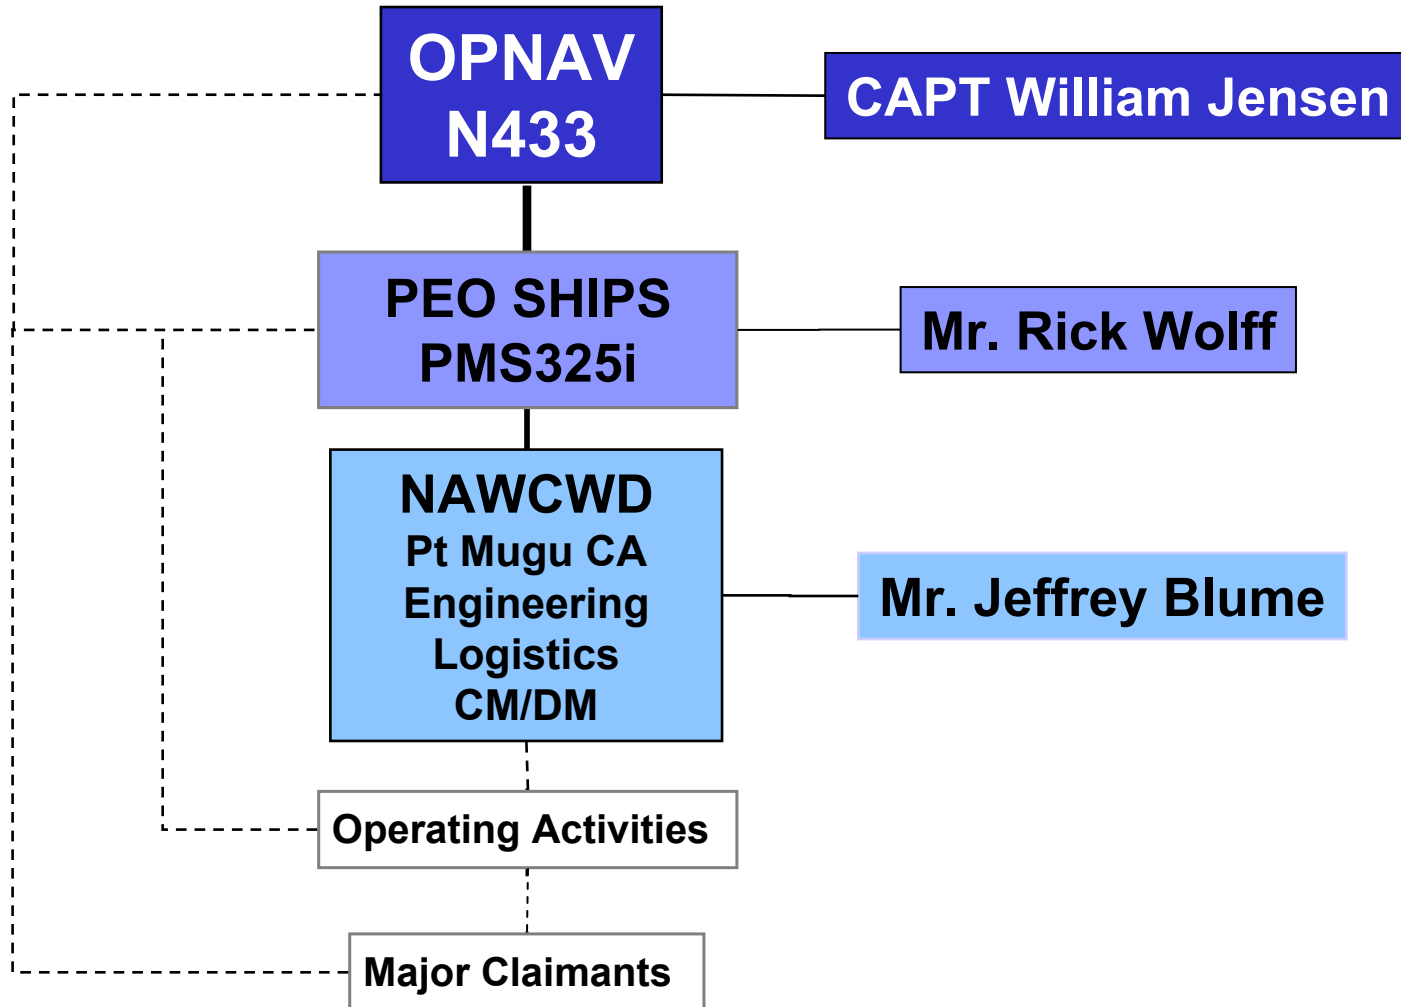 OPNAV
N433
CAPT William Jensen
PEO SHIPS
PMS325i
Mr. Rick Wolff
NAWCWD
Pt Mugu CA
Engineering
Logistics
CM/DM
Mr. Jeffrey Blume
Operating Activities
Major Claimants